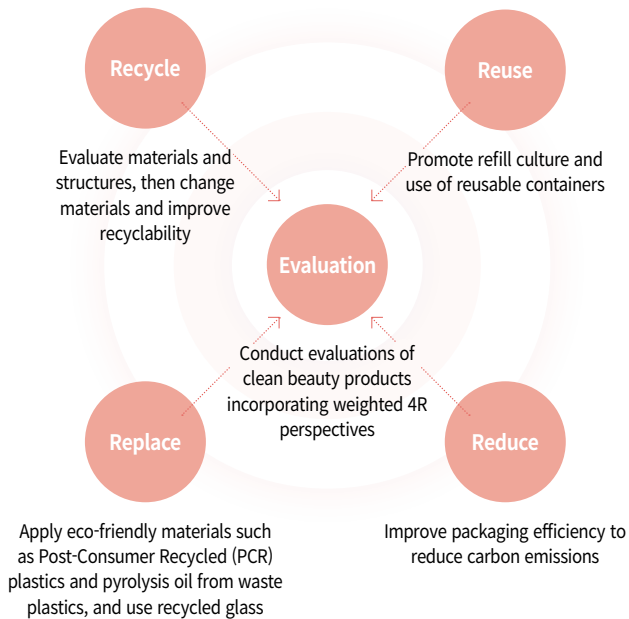 Recycle
Evaluate materials and
structures, then change
materials and improve
recyclability
Reuse
Promote refill culture and
use of reusable containers
Evaluation
Conduct evaluations of
clean beauty products
incorporating weighted 4R
perspectives
Replace
Apply eco-friendly materials such
as Post-Consumer Recycled (PCR)
plastics and pyrolysis oil from waste
plastics, and use recycled glass
Reduce
Improve packaging efficiency to
reduce carbon emissions